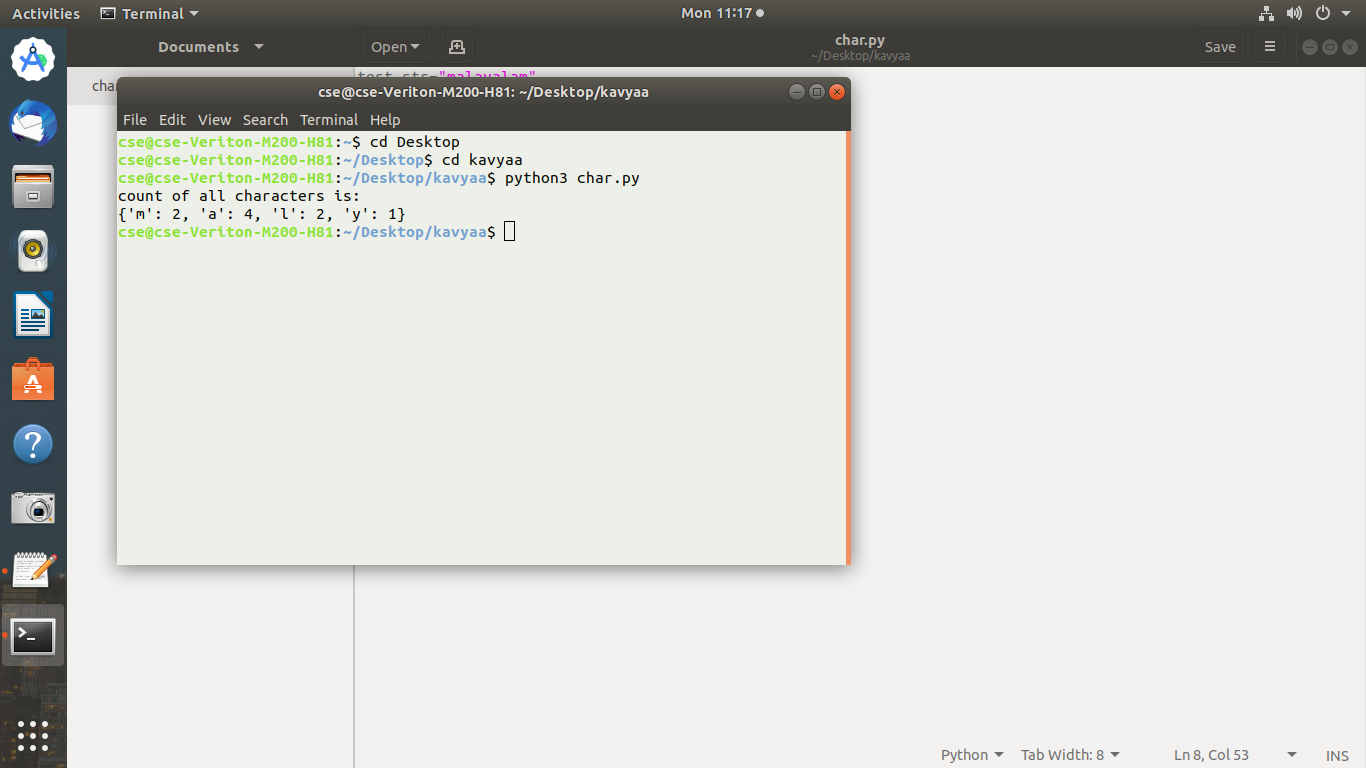 Activities Terminal Mon 11:17
Documents Open char.py Save
~/Desktop/kavyaa
test_str="malayalam"
cse@cse-Veriton-M200-H81: ~/Desktop/kavyaa
File Edit View Search Terminal Help
cse@cse-Veriton-M200-H81:~$ cd Desktop
cse@cse-Veriton-M200-H81:~/Desktop$ cd kavyaa
cse@cse-Veriton-M200-H81:~/Desktop/kavyaa$ python3 char.py
count of all characters is:
{'m': 2, 'a': 4, 'l': 2, 'y': 1}
cse@cse-Veriton-M200-H81:~/Desktop/kavyaa$
Python Tab Width: 8 Ln 8, Col 53 INS